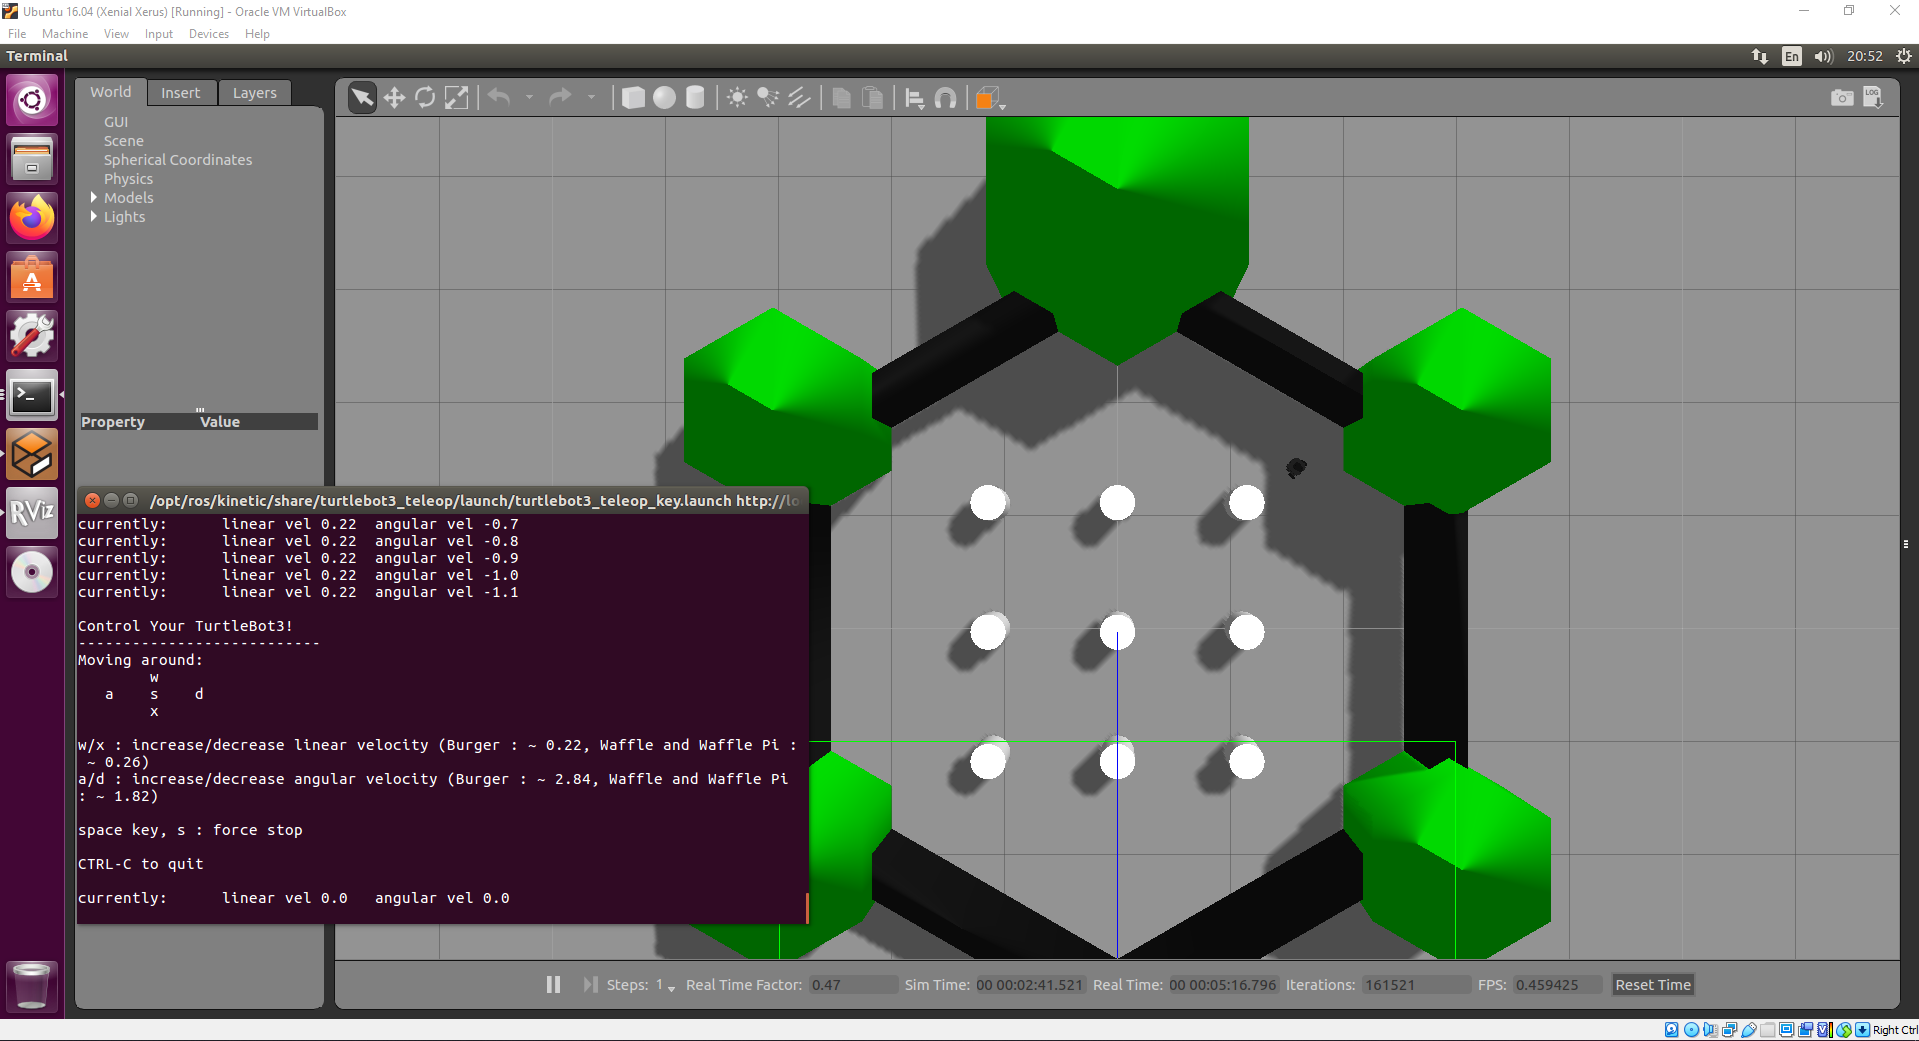 Ubuntu 16.04 (Xenial Xerus) [Running] - Oracle VM VirtualBox
File Machine View Input Devices Help
Terminal
En
20:52
World Insert Layers
LOG
GUI
Scene
Spherical Coordinates
Physics
Models
Lights
Property Value
RViz
/opt/ros/kinetic/share/turtlebot3_teleop/launch/turtlebot3_teleop_key.launch http://lo
currently: linear vel 0.22 angular vel -0.7
currently: linear vel 0.22 angular vel -0.8
currently: linear vel 0.22 angular vel -0.9
currently: linear vel 0.22 angular vel -1.0
currently: linear vel 0.22 angular vel -1.1
Control Your TurtleBot3!
---------------------------
Moving around:
w
a s d
x
w/x : increase/decrease linear velocity (Burger : ~ 0.22, Waffle and Waffle Pi :
~ 0.26)
a/d : increase/decrease angular velocity (Burger : ~ 2.84, Waffle and Waffle Pi
: ~ 1.82)
space key, s : force stop
CTRL-C to quit
currently: linear vel 0.0 angular vel 0.0
Steps: 1 Real Time Factor: 0.47 Sim Time: 00 00:02:41.521 Real Time: 00 00:05:16.796 Iterations: 161521 FPS: 0.459425 Reset Time
Right Ctrl